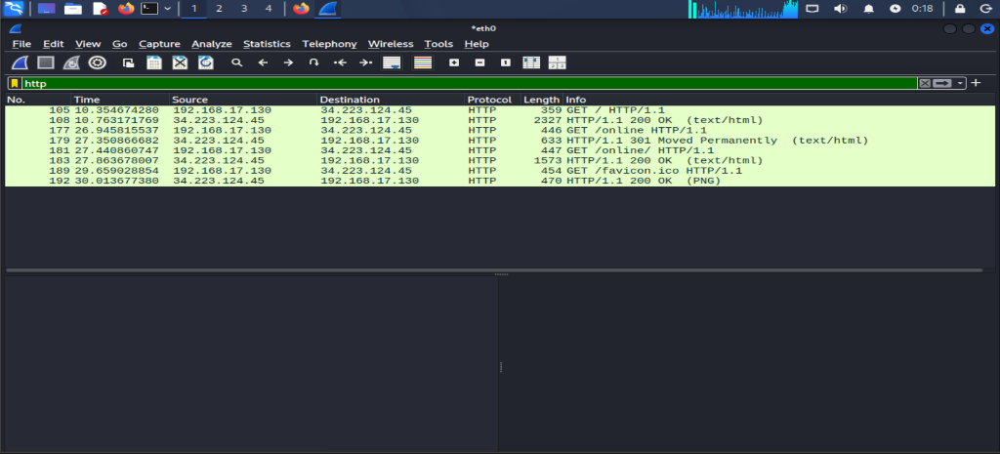 1 2 3 4 0:18
*eth0
File Edit View Go Capture Analyze Statistics Telephony Wireless Tools Help
http
No. Time Source Destination Protocol Length Info
105 10.354674280 192.168.17.130 34.223.124.45 HTTP 359 GET / HTTP/1.1
108 10.763171769 34.223.124.45 192.168.17.130 HTTP 2327 HTTP/1.1 200 OK (text/html)
177 26.945815537 192.168.17.130 34.223.124.45 HTTP 446 GET /online HTTP/1.1
179 27.350866682 34.223.124.45 192.168.17.130 HTTP 633 HTTP/1.1 301 Moved Permanently (text/html)
181 27.440860747 192.168.17.130 34.223.124.45 HTTP 447 GET /online/ HTTP/1.1
183 27.863678007 34.223.124.45 192.168.17.130 HTTP 1573 HTTP/1.1 200 OK (text/html)
189 29.659028854 192.168.17.130 34.223.124.45 HTTP 454 GET /favicon.ico HTTP/1.1
192 30.013677380 34.223.124.45 192.168.17.130 HTTP 470 HTTP/1.1 200 OK (PNG)